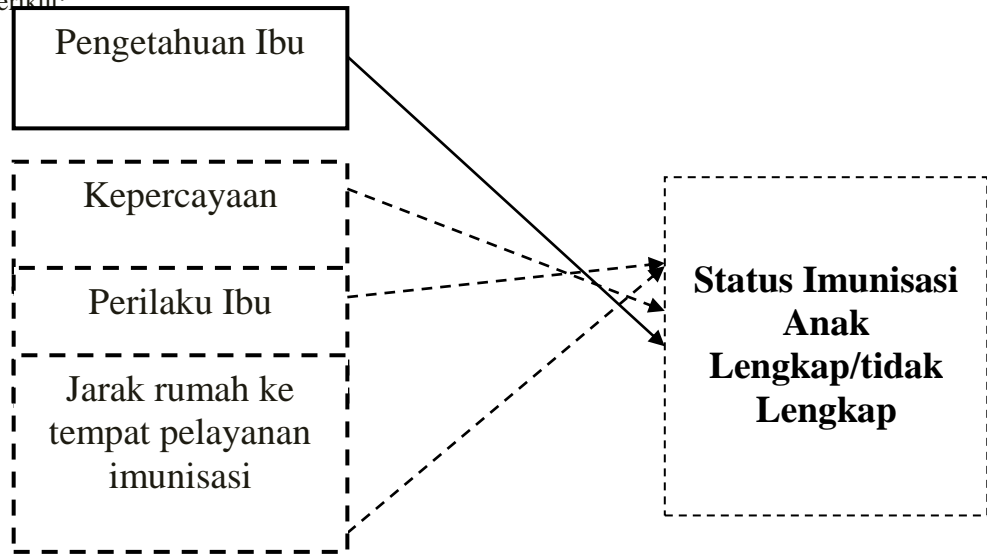 Pengetahuan Ibu
Kepercayaan
Perilaku Ibu
Jarak rumah ke
tempat pelayanan
imunisasi
Status Imunisasi
Anak
Lengkap/tidak
Lengkap